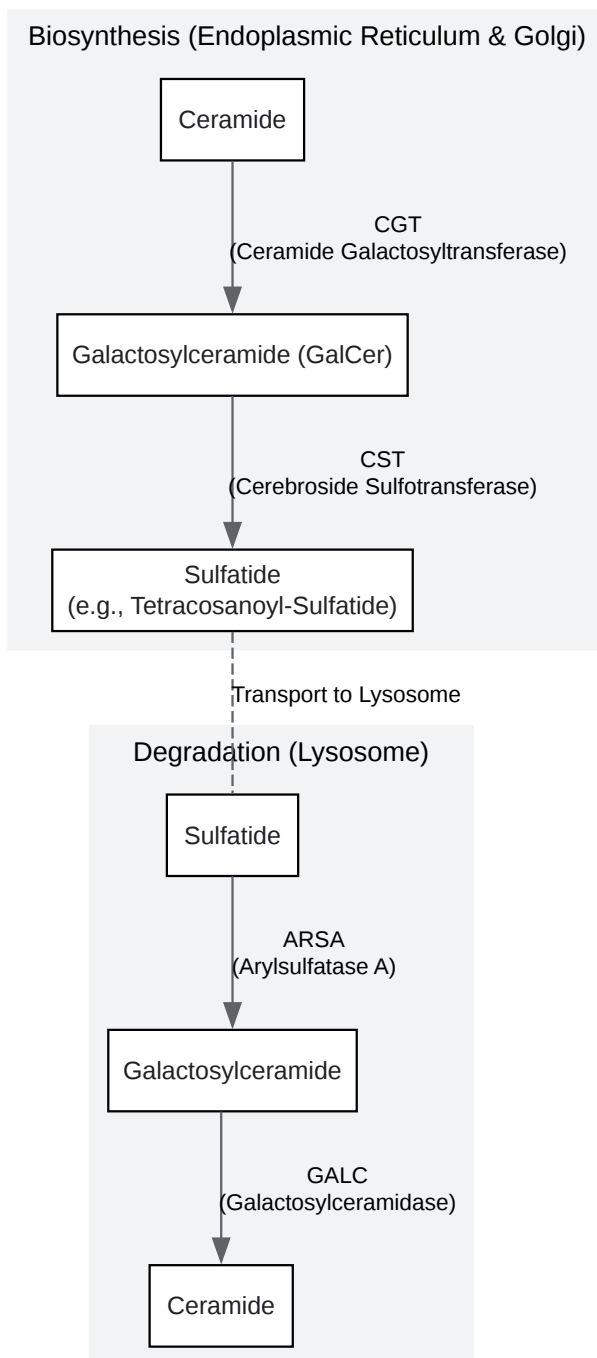 Biosynthesis (Endoplasmic Reticulum & Golgi)
Ceramide
CGT
(Ceramide Galactosyltransferase)
Galactosylceramide (GalCer)
CST
(Cerebroside Sulfotransferase)
Sulfatide
(e.g., Tetracosanoyl-Sulfatide)
Transport to Lysosome
Degradation (Lysosome)
Sulfatide
ARSA
(Arylsulfatase A)
Galactosylceramide
GALC
(Galactosylceramidase)
Ceramide